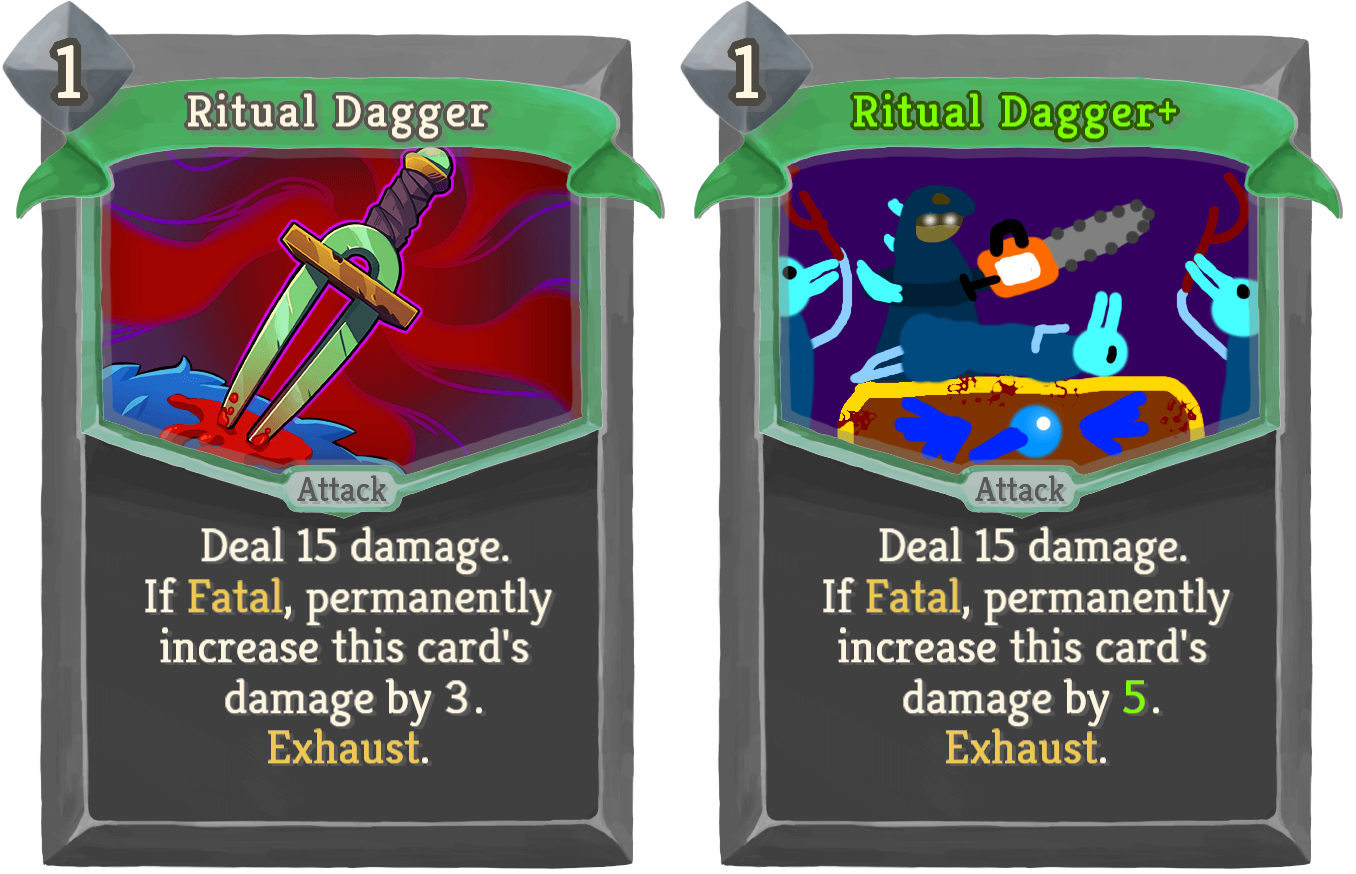 1
Ritual Dagger
Attack
Deal 15 damage.
If Fatal, permanently
increase this card's
damage by 3.
Exhaust.
1
Ritual Dagger+
Attack
Deal 15 damage.
If Fatal, permanently
increase this card's
damage by 5.
Exhaust.